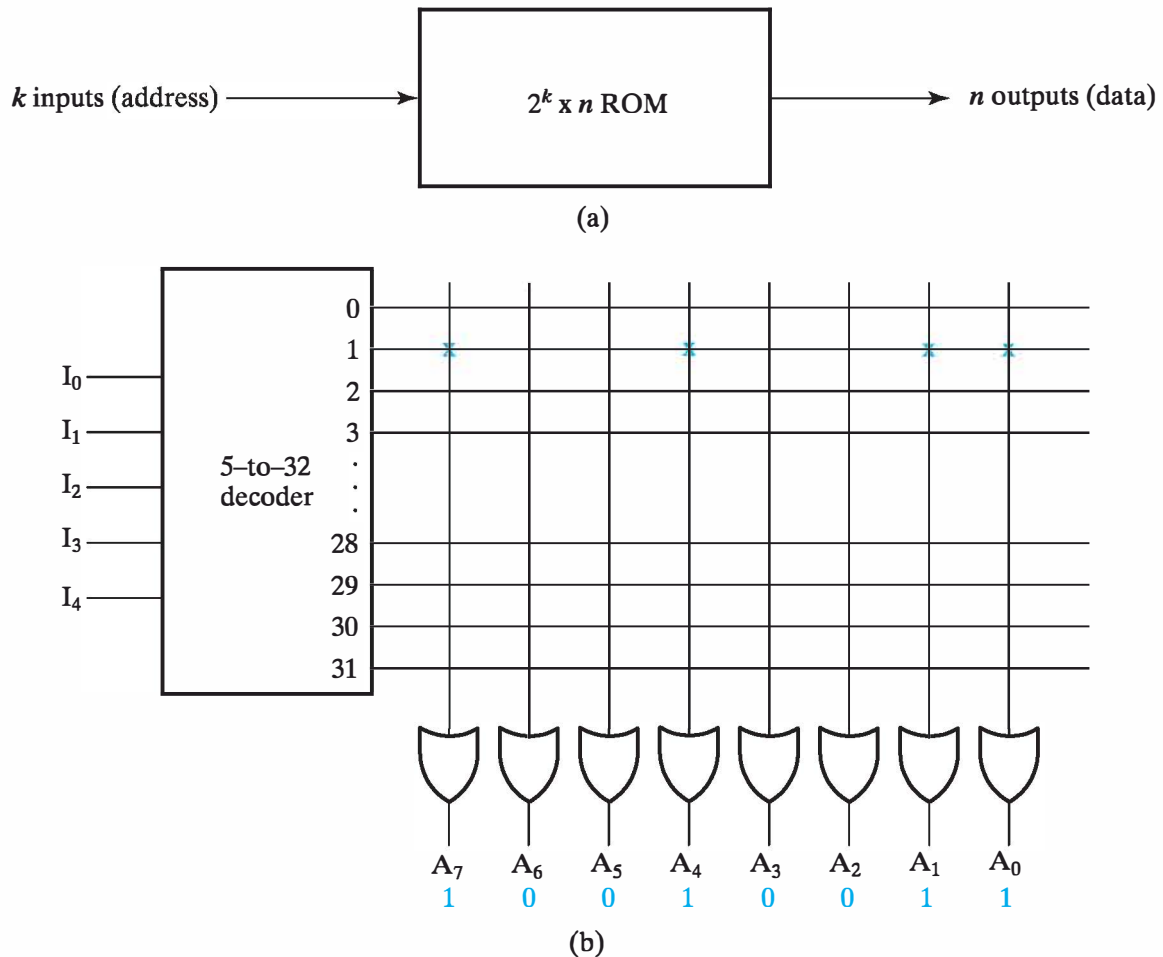 k inputs (address)
2^k x n ROM
n outputs (data)
(a)
0
1
2
3
.
.
.
28
29
30
31
I₀
I₁
I₂
I₃
I₄
5–to–32
decoder
A₇ A₆ A₅ A₄ A₃ A₂ A₁ A₀
1 0 0 1 0 0 1 1
(b)